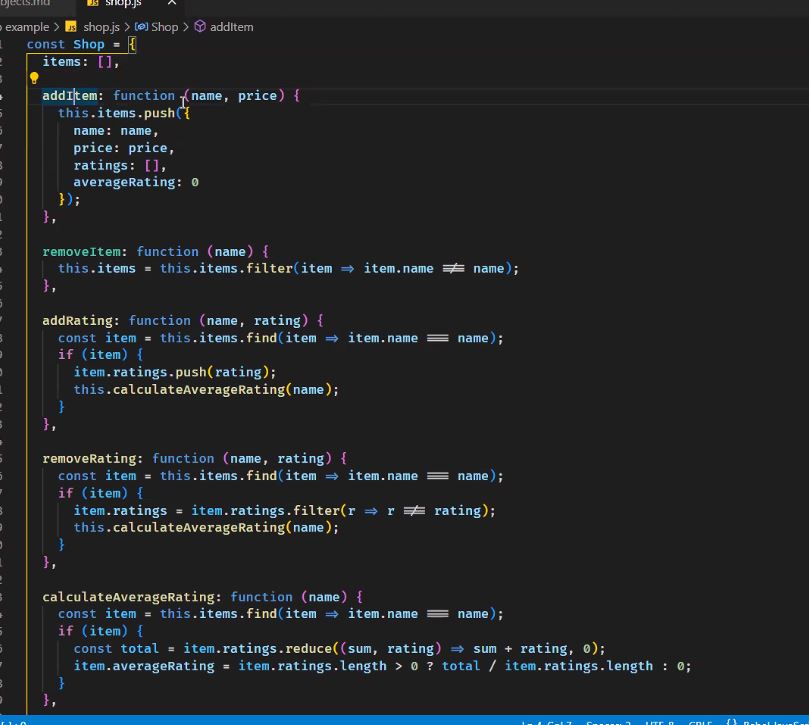 bjects.md shop.js
example > shop.js > Shop > addItem
const Shop = {
items: [],
addItem: function (name, price) {
this.items.push({
name: name,
price: price,
ratings: [],
averageRating: 0
});
},
removeItem: function (name) {
this.items = this.items.filter(item => item.name !== name);
},
addRating: function (name, rating) {
const item = this.items.find(item => item.name === name);
if (item) {
item.ratings.push(rating);
this.calculateAverageRating(name);
}
},
removeRating: function (name, rating) {
const item = this.items.find(item => item.name === name);
if (item) {
item.ratings = item.ratings.filter(r => r !== rating);
this.calculateAverageRating(name);
}
},
calculateAverageRating: function (name) {
const item = this.items.find(item => item.name === name);
if (item) {
const total = item.ratings.reduce((sum, rating) => sum + rating, 0);
item.averageRating = item.ratings.length > 0 ? total / item.ratings.length : 0;
}
},